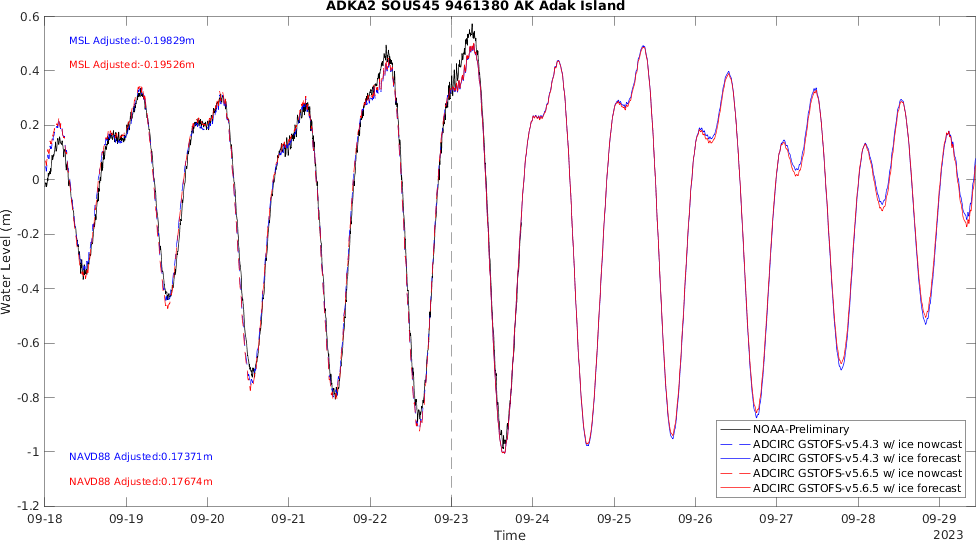 ADKA2 SOUS45 9461380 AK Adak Island
0.6
MSL Adjusted:-0.19829m
MSL Adjusted:-0.19526m
0.4
0.2
0
-0.2
-0.4
-0.6
-0.8
-1
-1.2
Water Level (m)
NAVD88 Adjusted:0.17371m
NAVD88 Adjusted:0.17674m
NOAA-Preliminary
ADCIRC GSTOFS-v5.4.3 w/ ice nowcast
ADCIRC GSTOFS-v5.4.3 w/ ice forecast
ADCIRC GSTOFS-v5.6.5 w/ ice nowcast
ADCIRC GSTOFS-v5.6.5 w/ ice forecast
09-18 09-19 09-20 09-21 09-22 09-23 09-24 09-25 09-26 09-27 09-28 09-29
2023
Time